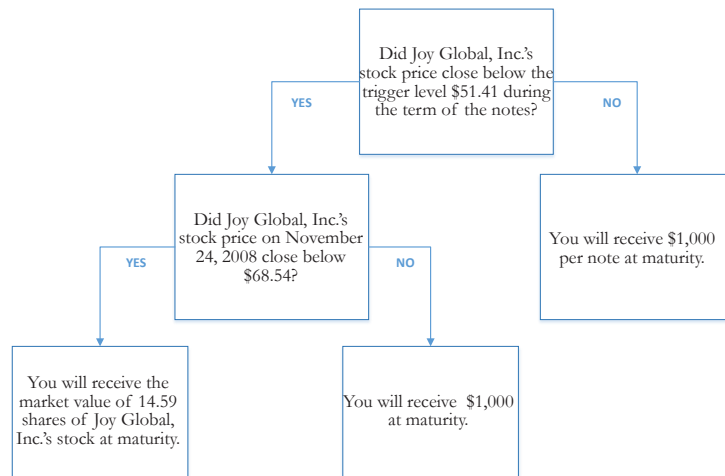 Did Joy Global, Inc.'s
stock price close below the
trigger level $51.41 during
the term of the notes?
YES
NO
Did Joy Global, Inc.'s
stock price on November
24, 2008 close below
$68.54?
You will receive $1,000
per note at maturity.
YES
NO
You will receive the
market value of 14.59
shares of Joy Global,
Inc.'s stock at maturity.
You will receive $1,000
at maturity.